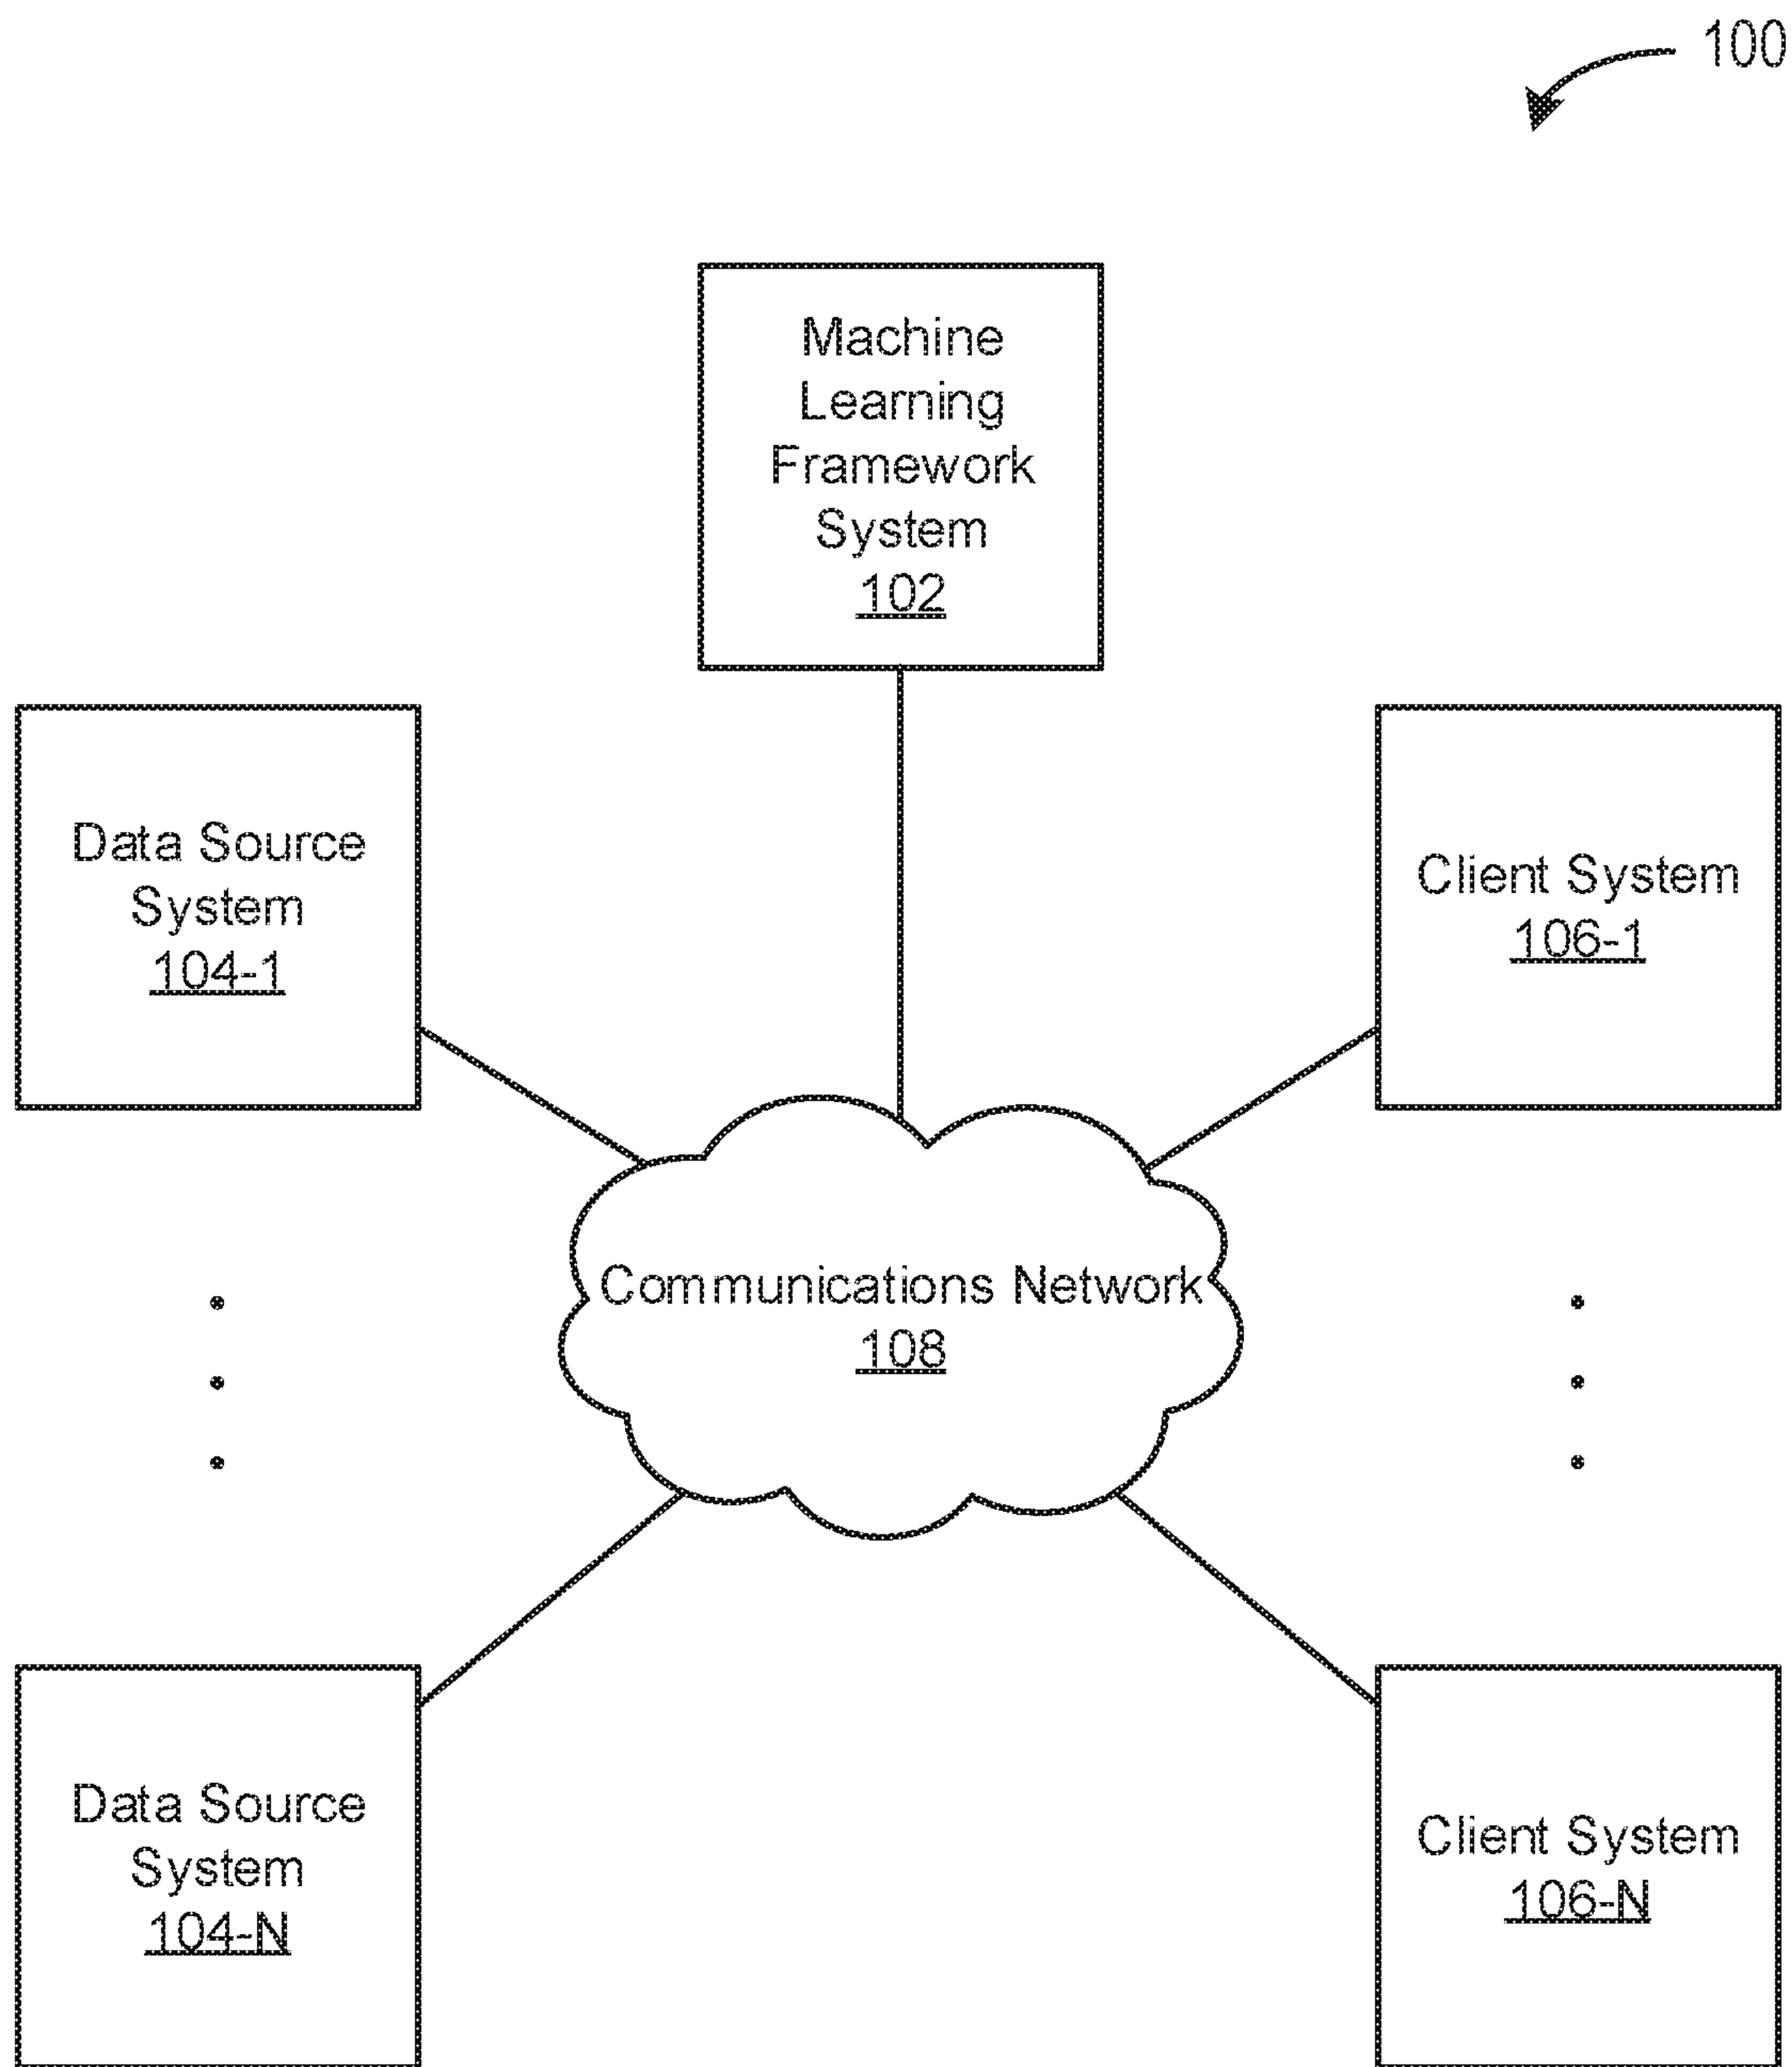 100
Machine
Learning
Framework
System
102
Data Source
System
104-1
Client System
106-1
Communications Network
108
Data Source
System
104-N
Client System
106-N